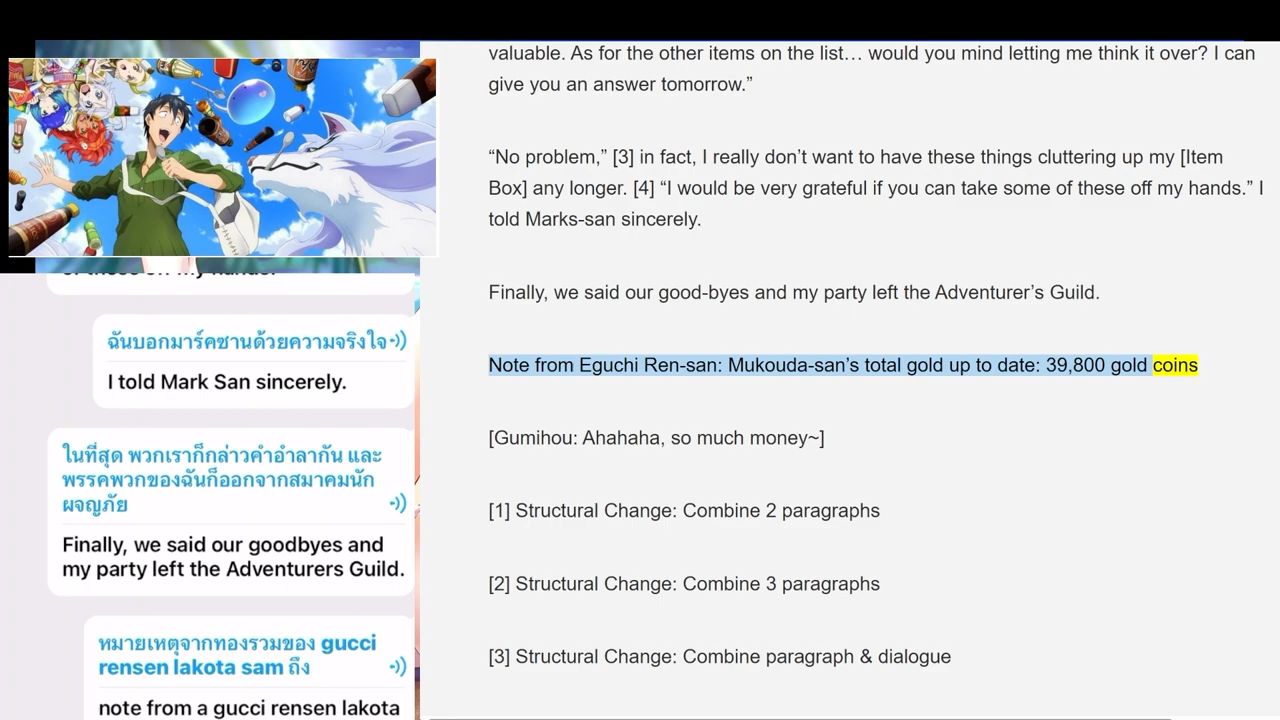 valuable. As for the other items on the list… would you mind letting me think it over? I can
give you an answer tomorrow.”
“No problem,” [3] in fact, I really don’t want to have these things cluttering up my [Item
Box] any longer. [4] “I would be very grateful if you can take some of these off my hands.” I
told Marks-san sincerely.
Finally, we said our good-byes and my party left the Adventurer’s Guild.
Note from Eguchi Ren-san: Mukouda-san’s total gold up to date: 39,800 gold coins
[Gumihou: Ahahaha, so much money~]
[1] Structural Change: Combine 2 paragraphs
[2] Structural Change: Combine 3 paragraphs
[3] Structural Change: Combine paragraph & dialogue
ฉันบอกมาร์คซานด้วยความจริงใจ
I told Mark San sincerely.
ในที่สุด พวกเราก็กล่าวคำอำลากัน และ
พรรคพวกของฉันก็ออกจากสมาคมนัก
ผจญภัย
Finally, we said our goodbyes and
my party left the Adventurers Guild.
หมายเหตุจากทองรวมของ gucci
rensen lakota sam ถึง
note from a gucci rensen lakota